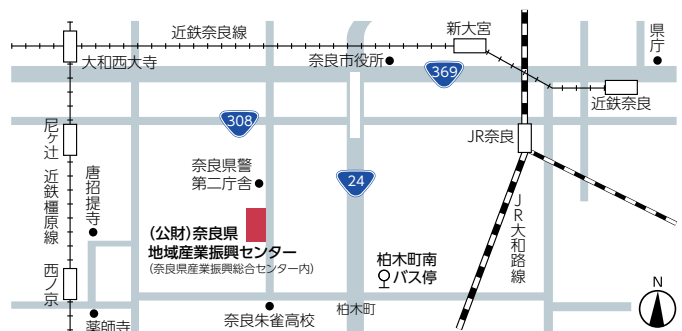 近鉄奈良線
新大宮
県庁
大和西大寺
奈良市役所
369
近鉄奈良
308
尼ヶ辻
JR奈良
奈良県警
第二庁舎
24
唐招提寺
近鉄橿原線
JR大和路線
(公財)奈良県
地域産業振興センター
(奈良県産業振興総合センター内)
柏木町南
バス停
西ノ京
N
薬師寺
奈良朱雀高校
柏木町